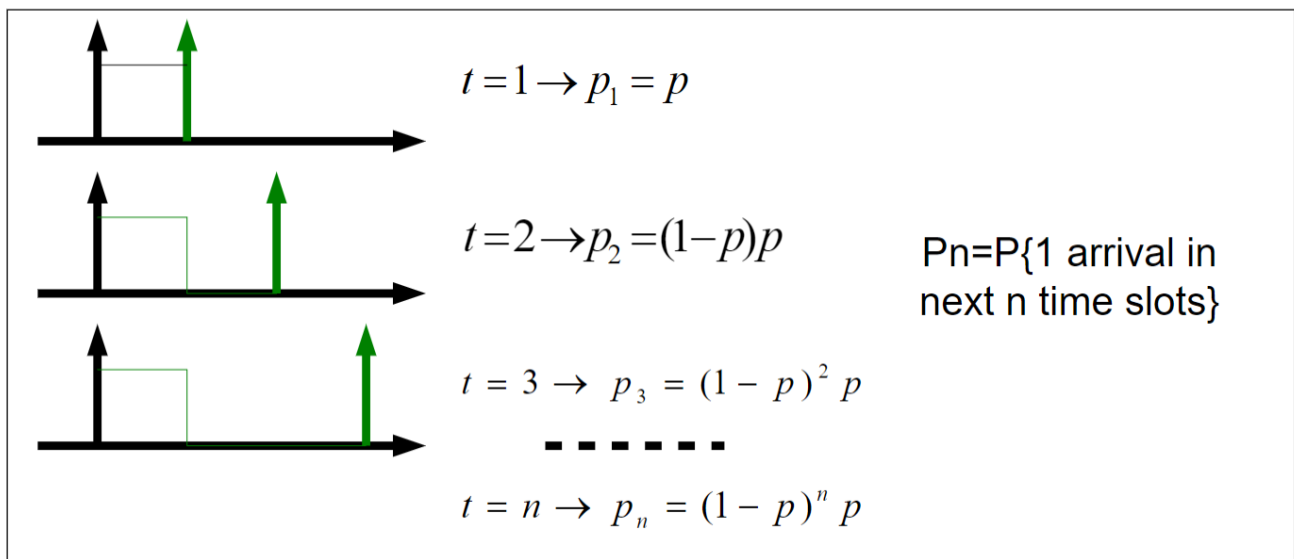 t = 1 → p₁ = p
t = 2 → p₂ = (1 − p)p
Pn=P{1 arrival in
next n time slots}
t = 3 → p₃ = (1 − p)² p
t = n → pₙ = (1 − p)ⁿ p